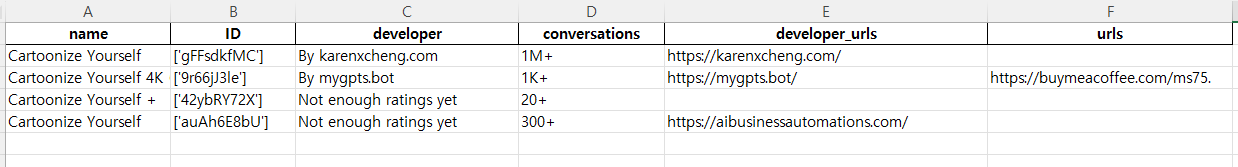 A B C D E F
name ID developer conversations developer_urls urls
Cartoonize Yourself ['gFFsdkfMC'] By karenxcheng.com 1M+ https://karenxcheng.com/
Cartoonize Yourself 4K ['9r66jJ3le'] By mygpts.bot 1K+ https://mygpts.bot/ https://buymeacoffee.com/ms75.
Cartoonize Yourself + ['42ybRY72X'] Not enough ratings yet 20+
Cartoonize Yourself ['auAh6E8bU'] Not enough ratings yet 300+ https://aibusinessautomations.com/